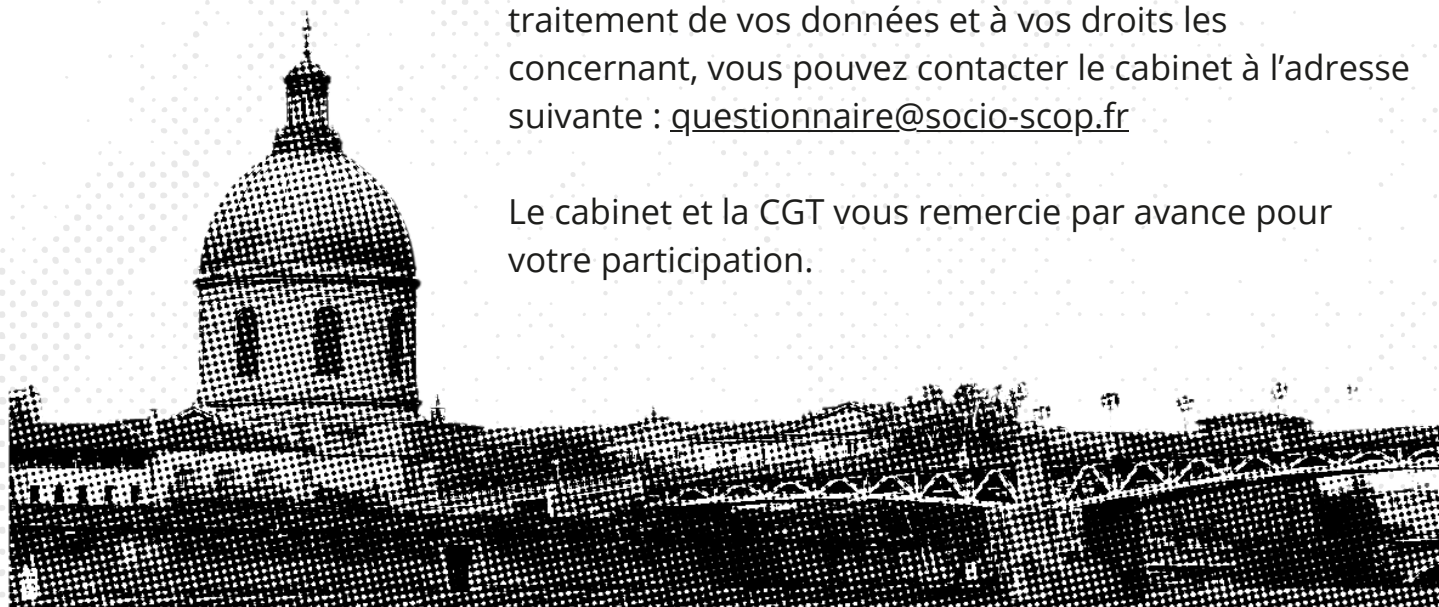 traitement de vos données et à vos droits les
concernant, vous pouvez contacter le cabinet à l’adresse
suivante : questionnaire@socio-scop.fr
Le cabinet et la CGT vous remercie par avance pour
votre participation.